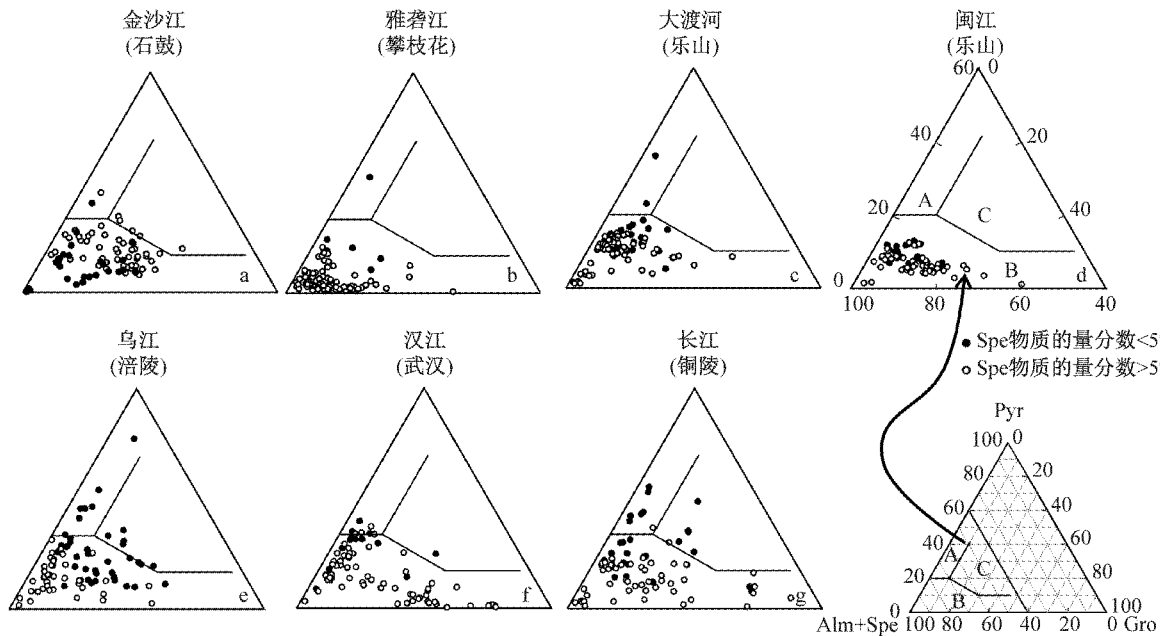 金沙江
(石鼓)
雅砻江
(攀枝花)
大渡河
(乐山)
闽江
(乐山)
60 0
40 20
20 A C 40
B
0
a
b
c
d
100 80 60 40
乌江
(涪陵)
汉江
(武汉)
长江
(铜陵)
● Spe物质的量分数<5
○ Spe物质的量分数>5
Pyr
100 0
80 20
60 40
40 A C 60
20 80
B
0 100
e
f
g
Alm+Spe 100 80 60 40 20 0 Gro